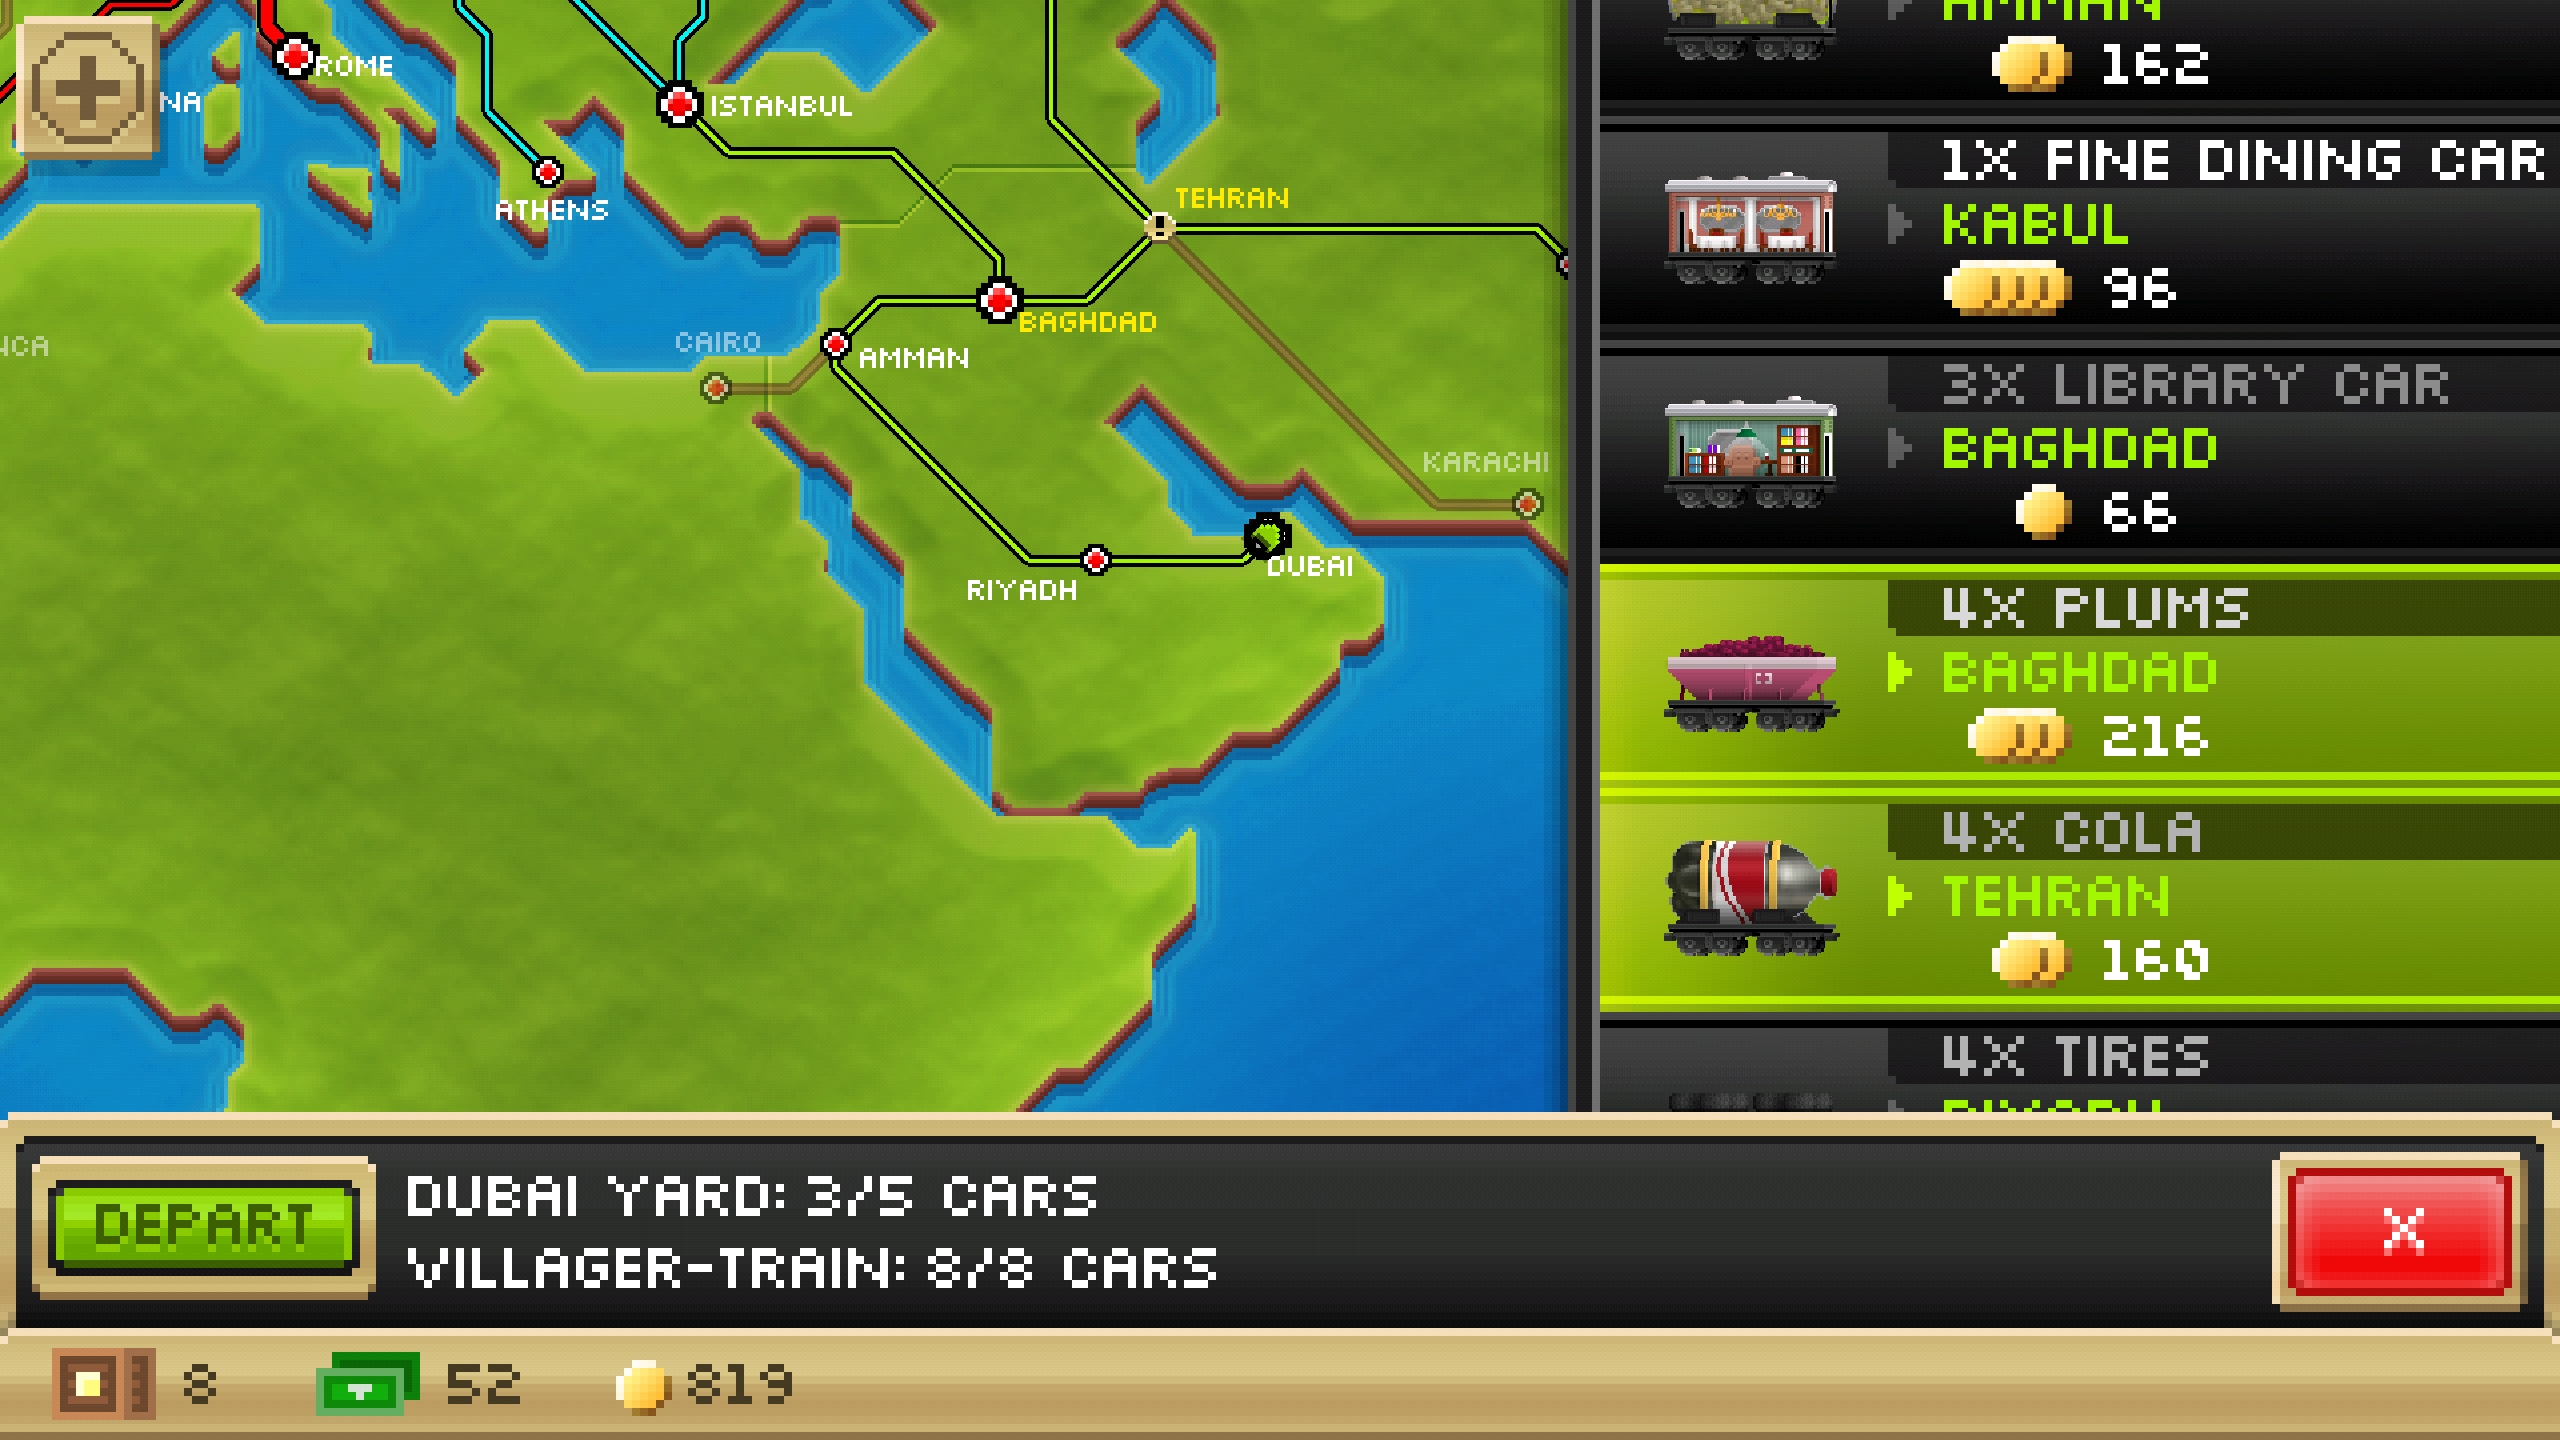 ROME
NA
ISTANBUL
ATHENS
TEHRAN
BAGHDAD
CAIRO
AMMAN
NCA
KARACHI
DUBAI
RIYADH
AMMAN
162
1X FINE DINING CAR
KABUL
96
3X LIBRARY CAR
BAGHDAD
66
4X PLUMS
BAGHDAD
216
4X COLA
TEHRAN
160
4X TIRES
RIYADH
DEPART
DUBAI YARD: 3/5 CARS
VILLAGER-TRAIN: 8/8 CARS
X
8
52
819